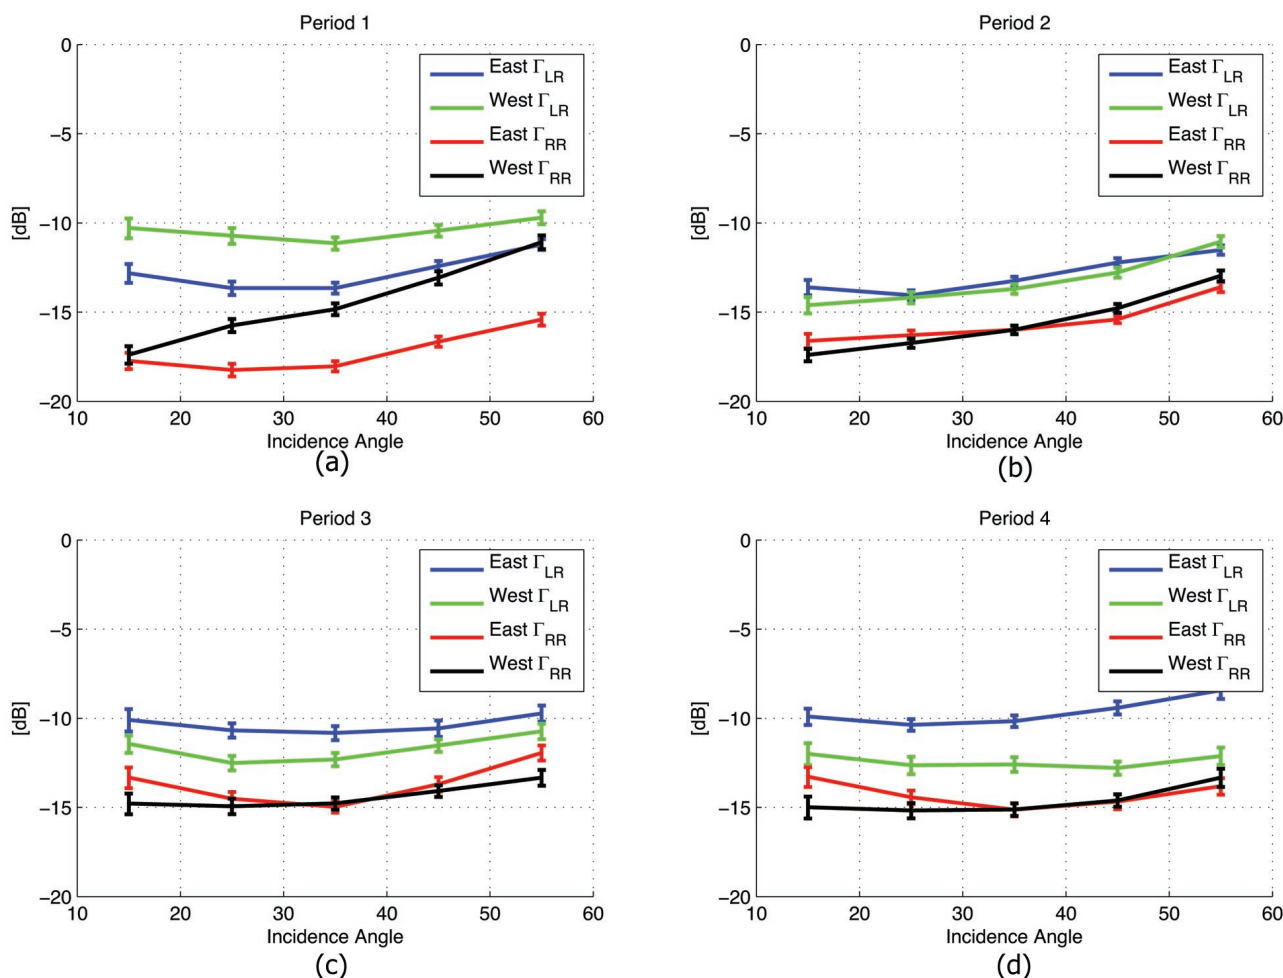 Period 1
0
−5
−10
−15
−20
[dB]
10 20 30 40 50 60
Incidence Angle
East Γ_LR
West Γ_LR
East Γ_RR
West Γ_RR
(a)
Period 2
0
−5
−10
−15
−20
[dB]
10 20 30 40 50 60
Incidence Angle
East Γ_LR
West Γ_LR
East Γ_RR
West Γ_RR
(b)
Period 3
0
−5
−10
−15
−20
[dB]
10 20 30 40 50 60
Incidence Angle
East Γ_LR
West Γ_LR
East Γ_RR
West Γ_RR
(c)
Period 4
0
−5
−10
−15
−20
[dB]
10 20 30 40 50 60
Incidence Angle
East Γ_LR
West Γ_LR
East Γ_RR
West Γ_RR
(d)